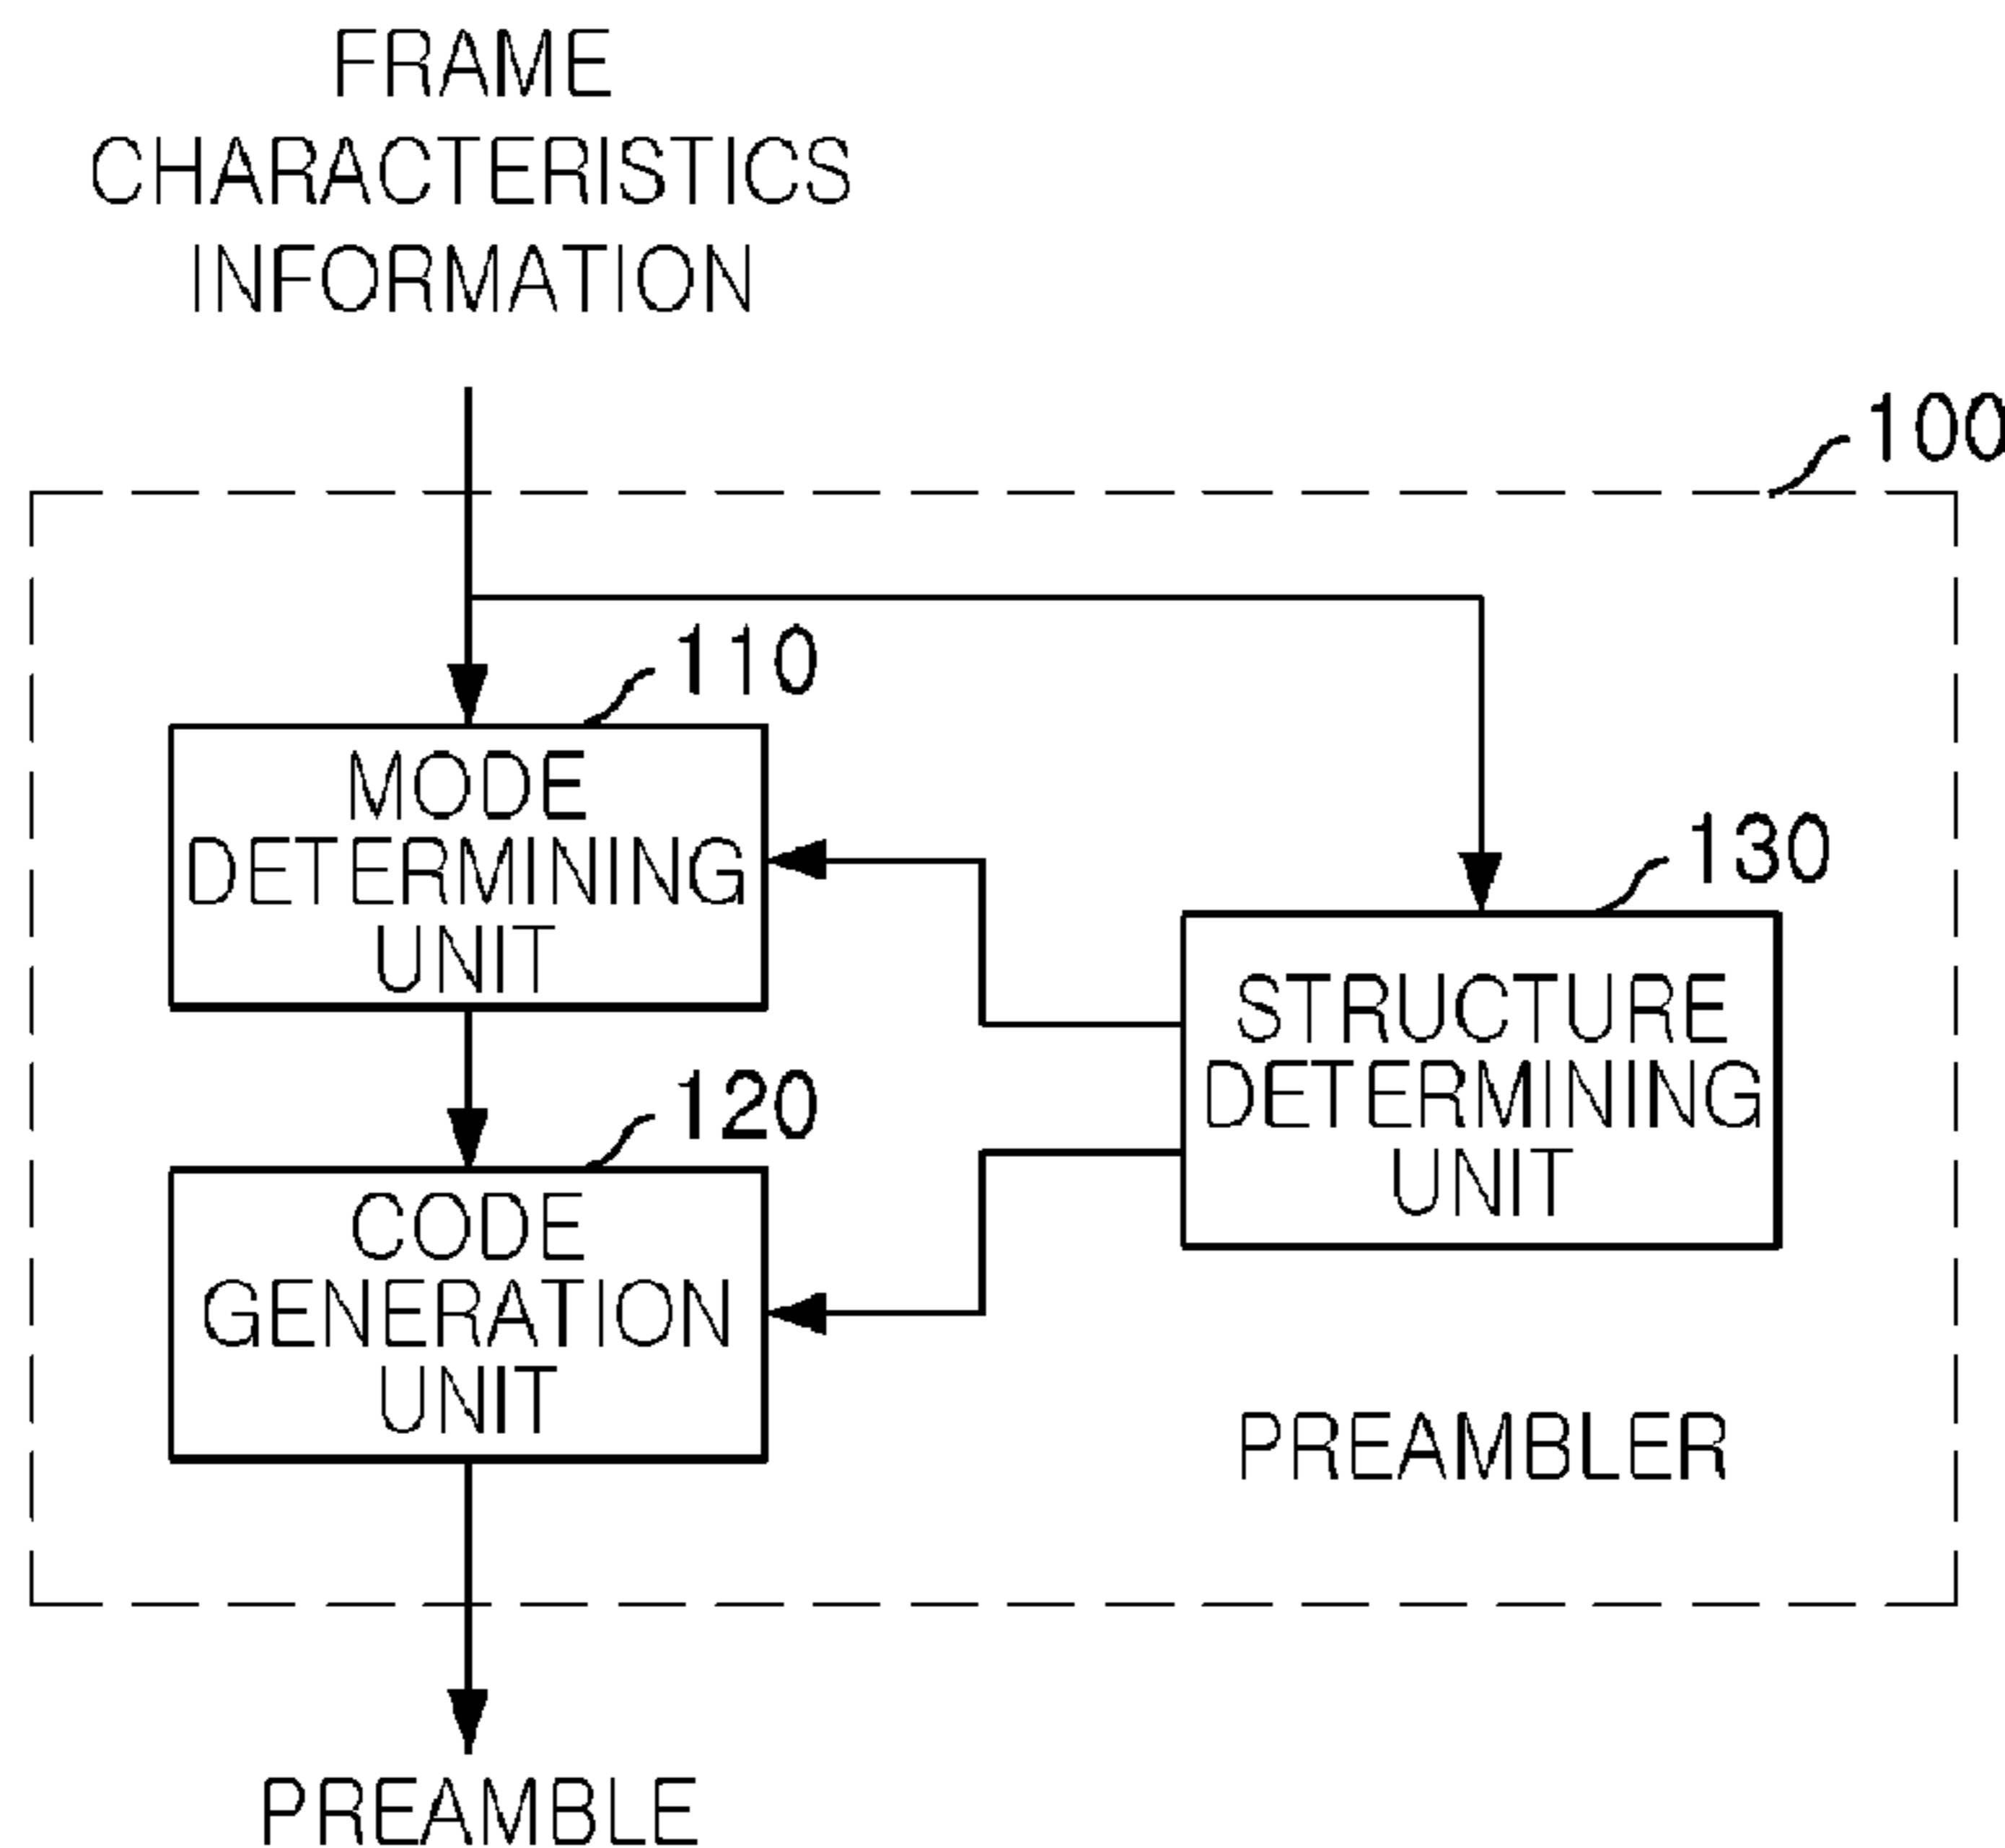 FRAME
CHARACTERISTICS
INFORMATION
100
110
MODE
DETERMINING
UNIT
130
STRUCTURE
DETERMINING
UNIT
120
CODE
GENERATION
UNIT
PREAMBLER
PREAMBLE